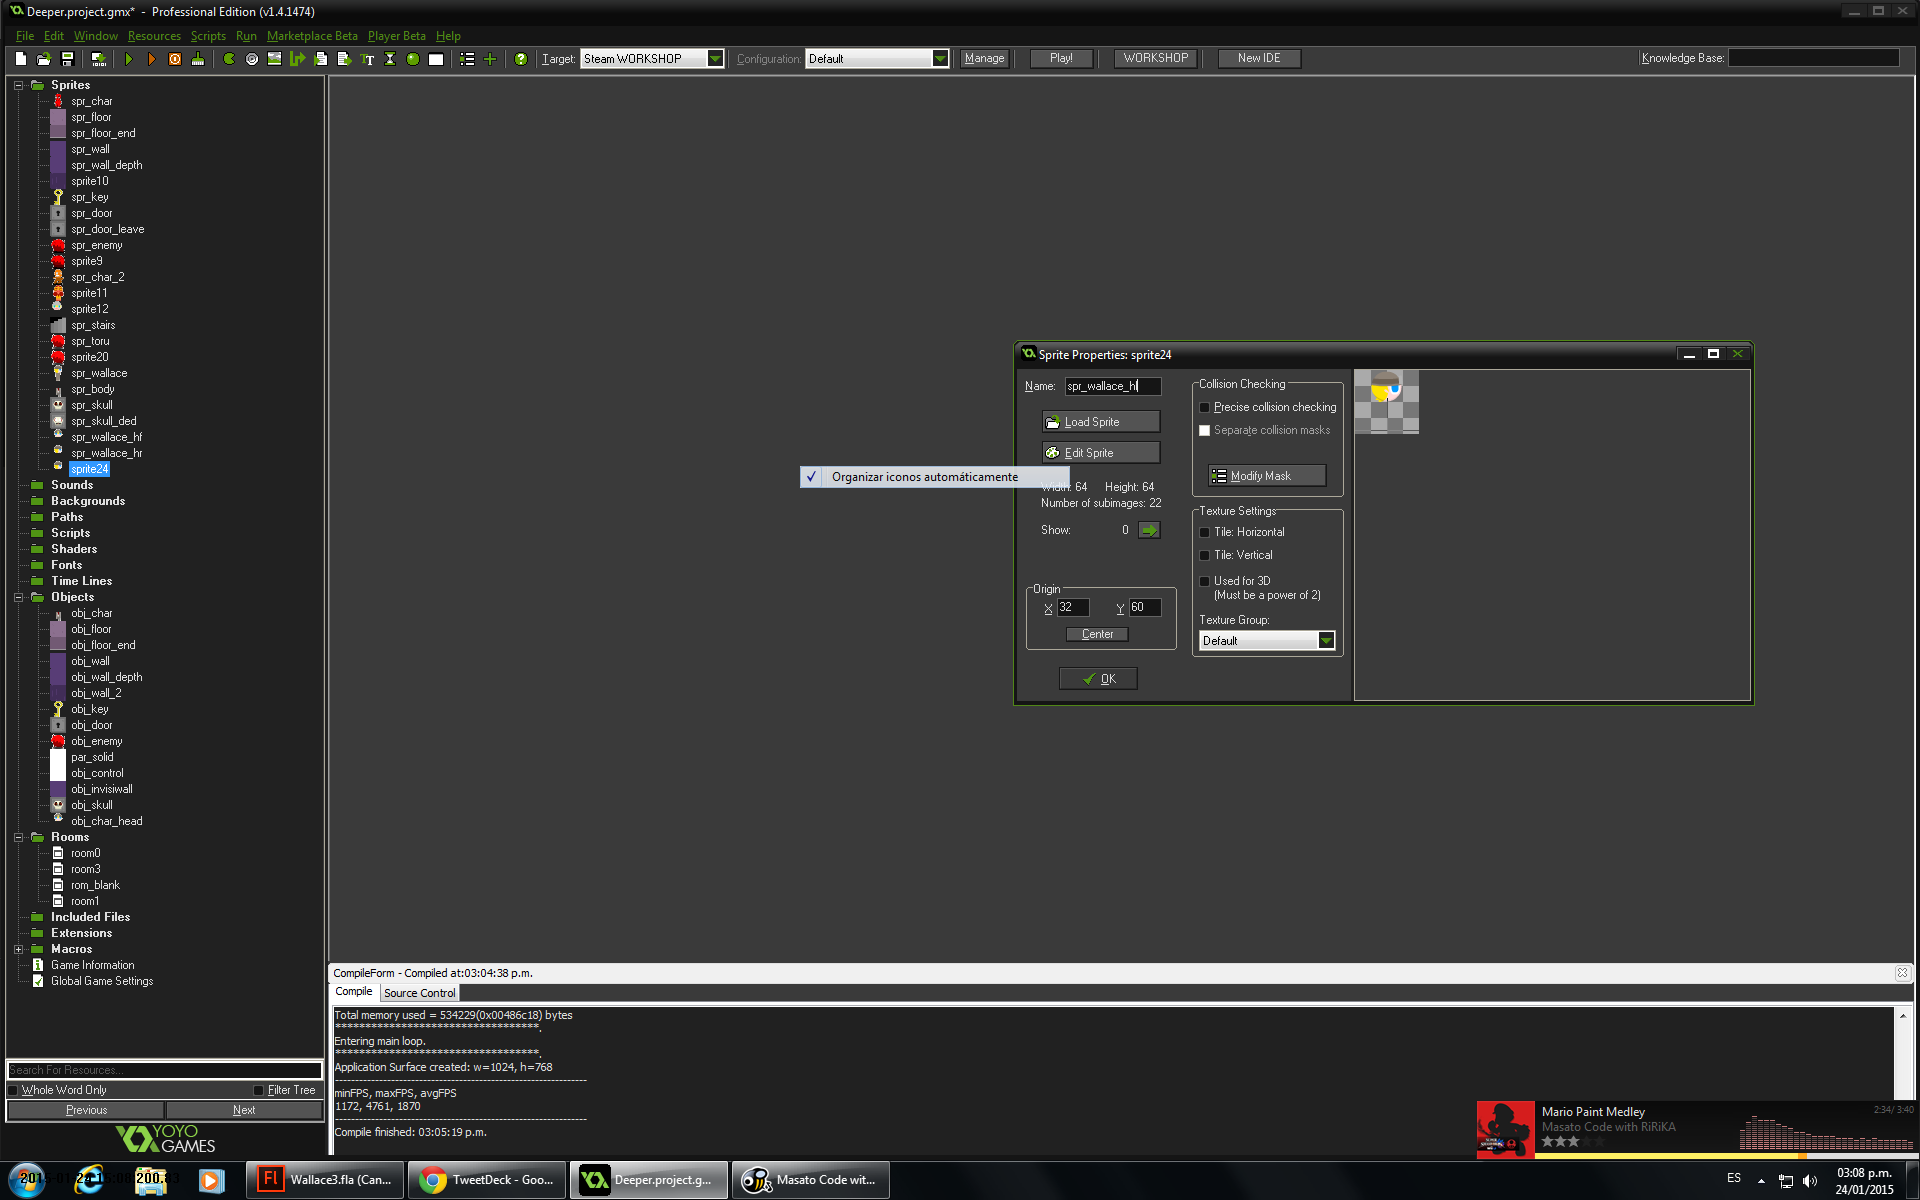 Deeper.project.gmx* - Professional Edition (v1.4.1474)
File Edit Window Resources Scripts Run Marketplace Beta Player Beta Help
Target: Steam WORKSHOP Configuration: Default Manage Play! WORKSHOP New IDE Knowledge Base:
Sprites
spr_char
spr_floor
spr_floor_end
spr_wall
spr_wall_depth
sprite10
spr_key
spr_door
spr_door_leave
spr_enemy
sprite9
spr_char_2
sprite11
sprite12
spr_stairs
spr_toru
sprite20
spr_wallace
spr_body
spr_skull
spr_skull_ded
spr_wallace_hf
spr_wallace_hr
sprite24
Sounds
Backgrounds
Paths
Scripts
Shaders
Fonts
Time Lines
Objects
obj_char
obj_floor
obj_floor_end
obj_wall
obj_wall_depth
obj_wall_2
obj_key
obj_door
obj_enemy
par_solid
obj_control
obj_invisiwall
obj_skull
obj_char_head
Rooms
room0
room3
rom_blank
room1
Included Files
Extensions
Macros
Game Information
Global Game Settings
Search For Resources...
Whole Word Only Filter Tree
Previous Next
YOYO
GAMES
Sprite Properties: sprite24
Name: spr_wallace_hl
Load Sprite
Edit Sprite
Organizar iconos automáticamente
Width: 64 Height: 64
Number of subimages: 22
Show: 0
Origin
X 32 Y 60
Center
OK
Collision Checking
Precise collision checking
Separate collision masks
Modify Mask
Texture Settings
Tile: Horizontal
Tile: Vertical
Used for 3D
(Must be a power of 2)
Texture Group:
Default
CompileForm - Compiled at:03:04:38 p.m.
Compile Source Control
Total memory used = 534229(0x00486c18) bytes
**********************************.
Entering main loop.
**********************************.
Application Surface created: w=1024, h=768
minFPS, maxFPS, avgFPS
1172, 4761, 1870
Compile finished: 03:05:19 p.m.
Mario Paint Medley
Masato Code with RiRiKA
2:34/ 3:40
Wallace3.fla (Can...
TweetDeck - Goo...
Deeper.project.g...
Masato Code wit...
ES
03:08 p.m.
24/01/2015